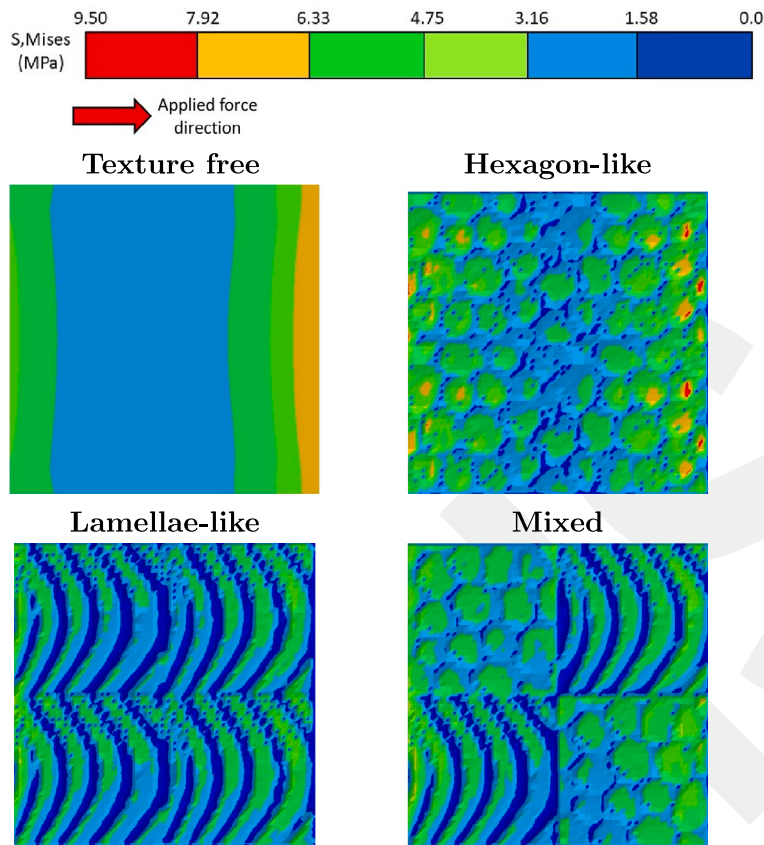 9.50 7.92 6.33 4.75 3.16 1.58 0.0
S,Mises
(MPa)
Applied force
direction
Texture free Hexagon-like
Lamellae-like Mixed